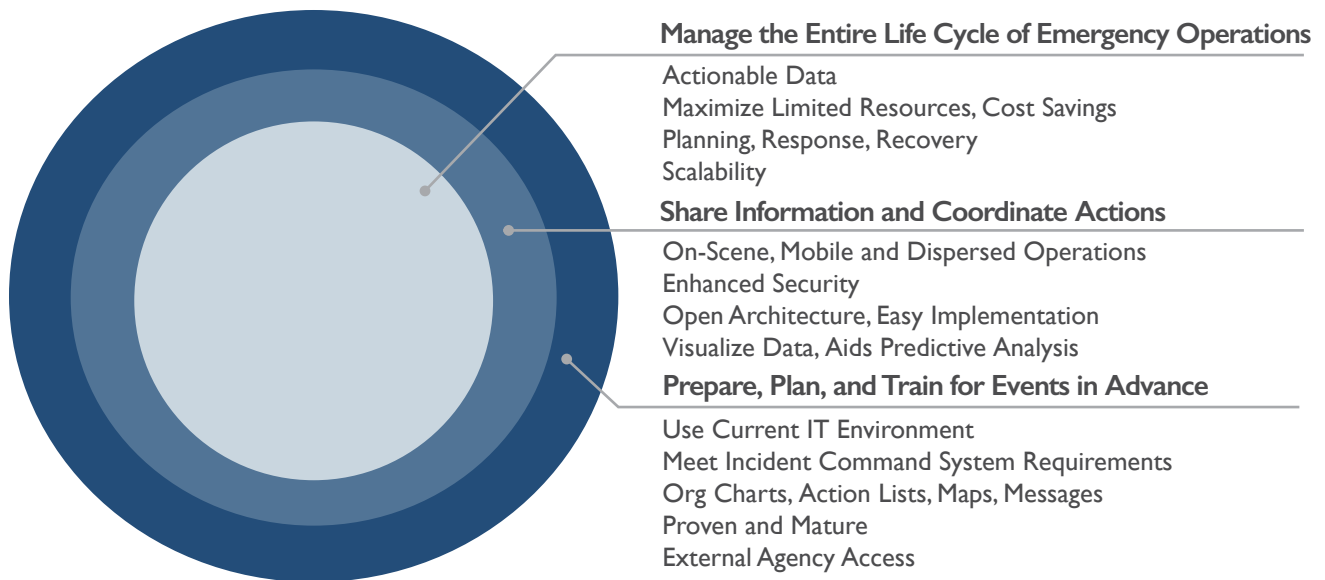 Manage the Entire Life Cycle of Emergency Operations
Actionable Data
Maximize Limited Resources, Cost Savings
Planning, Response, Recovery
Scalability
Share Information and Coordinate Actions
On-Scene, Mobile and Dispersed Operations
Enhanced Security
Open Architecture, Easy Implementation
Visualize Data, Aids Predictive Analysis
Prepare, Plan, and Train for Events in Advance
Use Current IT Environment
Meet Incident Command System Requirements
Org Charts, Action Lists, Maps, Messages
Proven and Mature
External Agency Access